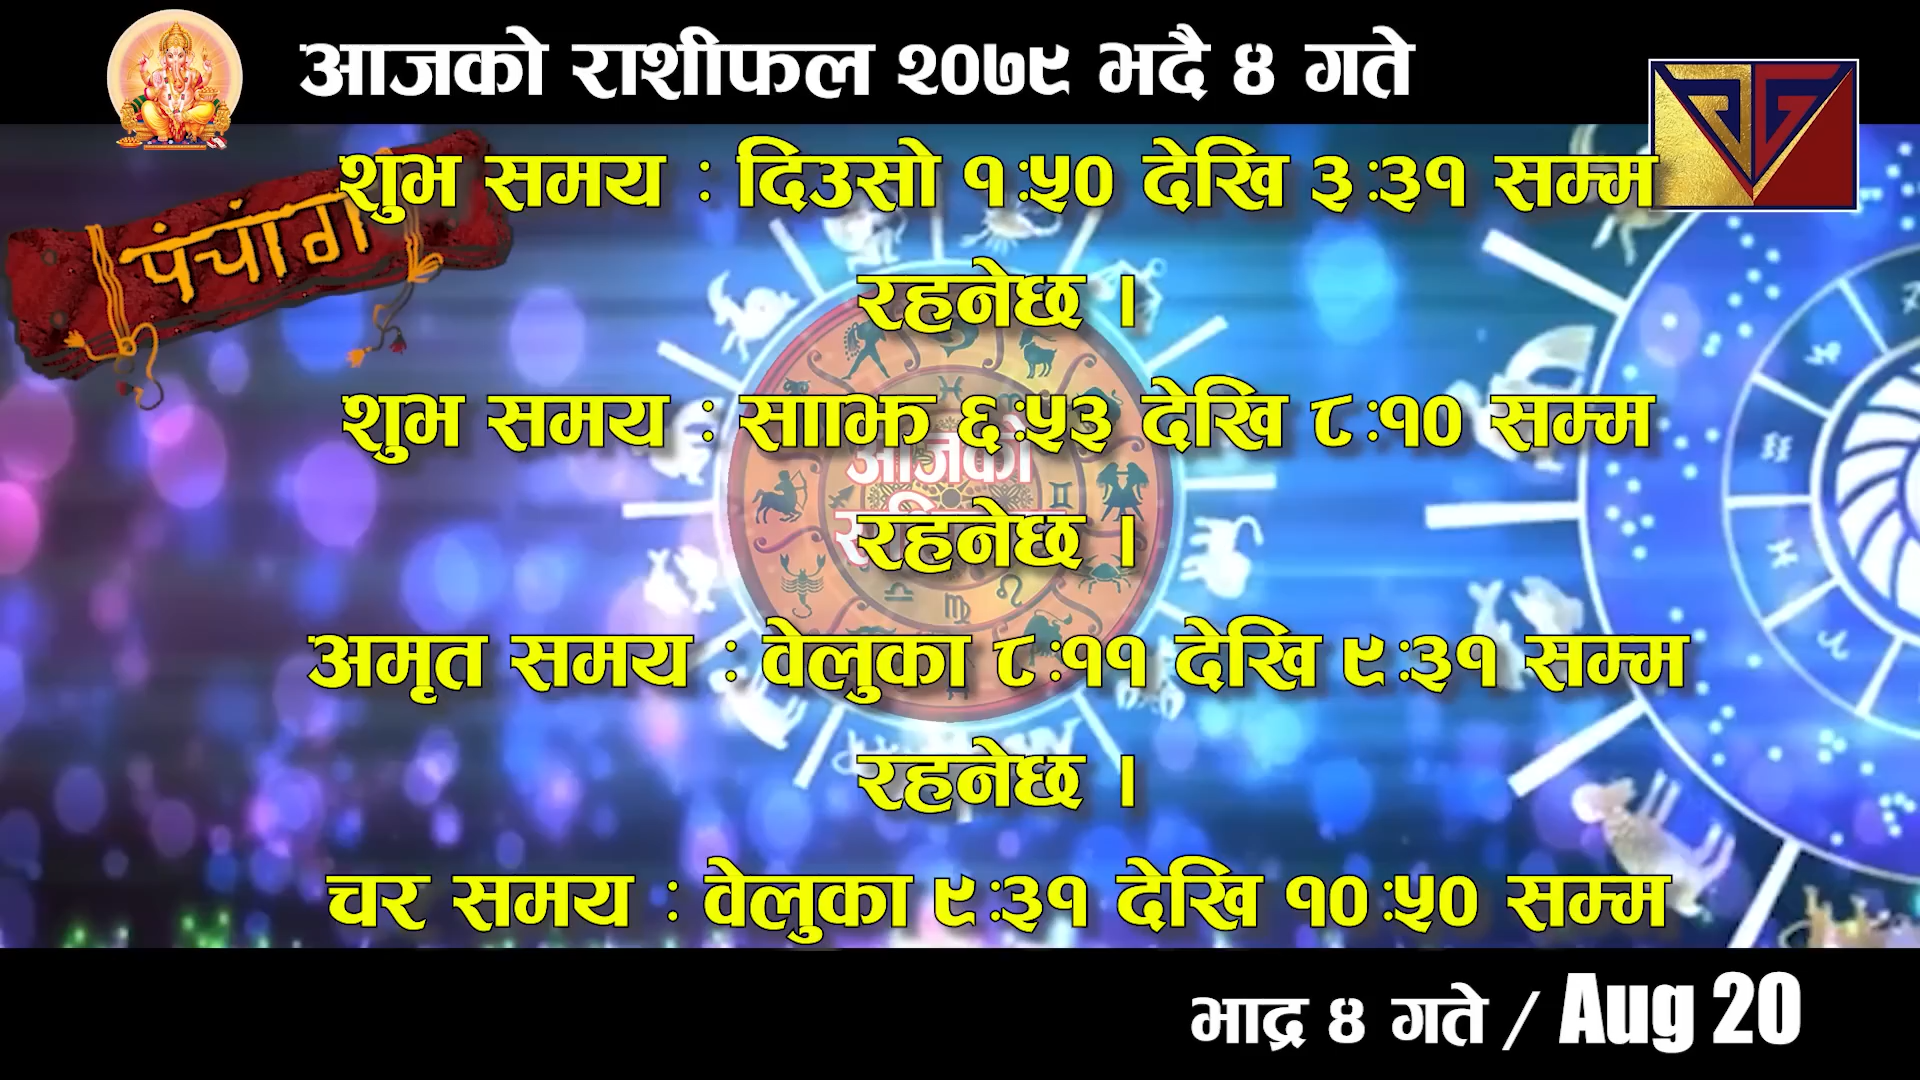 आजको राशीफल २०७९ भदै ४ गते
पंचांग
शुभ समय : दिउसो १:५० देखि ३:३१ सम्म
रहनेछ ।
शुभ समय : सााझ ६:५३ देखि ८:१० सम्म
आजको
रहनेछ ।
अमृत समय : वेलुका ८:११ देखि ९:३१ सम्म
रहनेछ ।
चर समय : वेलुका ९:३१ देखि १०:५० सम्म
भाद्र ४ गते / Aug 20